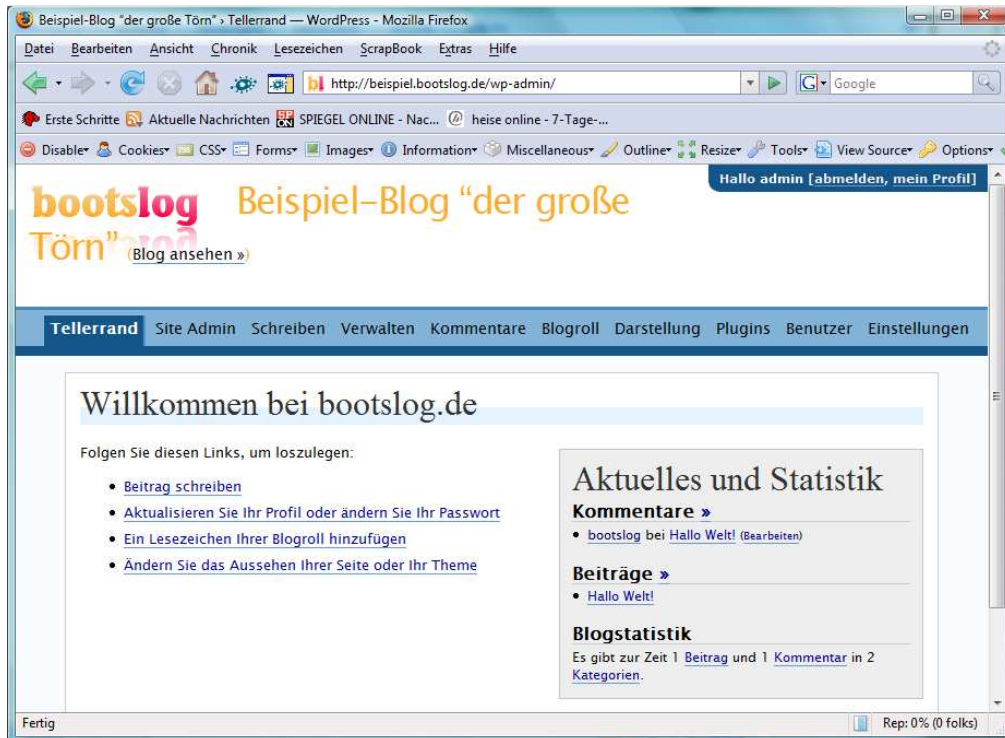 Beispiel-Blog "der große Törn" › Tellerrand — WordPress - Mozilla Firefox
Datei Bearbeiten Ansicht Chronik Lesezeichen ScrapBook Extras Hilfe
http://beispiel.bootslog.de/wp-admin/ G Google
Erste Schritte Aktuelle Nachrichten SPIEGEL ONLINE - Nac... heise online - 7-Tage-...
Disable Cookies CSS Forms Images Information Miscellaneous Outline Resize Tools View Source Options
Hallo admin [abmelden, mein Profil]
bootslog Beispiel-Blog "der große
Törn" (Blog ansehen »)
Tellerrand Site Admin Schreiben Verwalten Kommentare Blogroll Darstellung Plugins Benutzer Einstellungen
Willkommen bei bootslog.de
Folgen Sie diesen Links, um loszulegen:
• Beitrag schreiben
• Aktualisieren Sie Ihr Profil oder ändern Sie Ihr Passwort
• Ein Lesezeichen Ihrer Blogroll hinzufügen
• Ändern Sie das Aussehen Ihrer Seite oder Ihr Theme
Aktuelles und Statistik
Kommentare »
• bootslog bei Hallo Welt! (Bearbeiten)
Beiträge »
• Hallo Welt!
Blogstatistik
Es gibt zur Zeit 1 Beitrag und 1 Kommentar in 2
Kategorien.
Fertig Rep: 0% (0 folks)